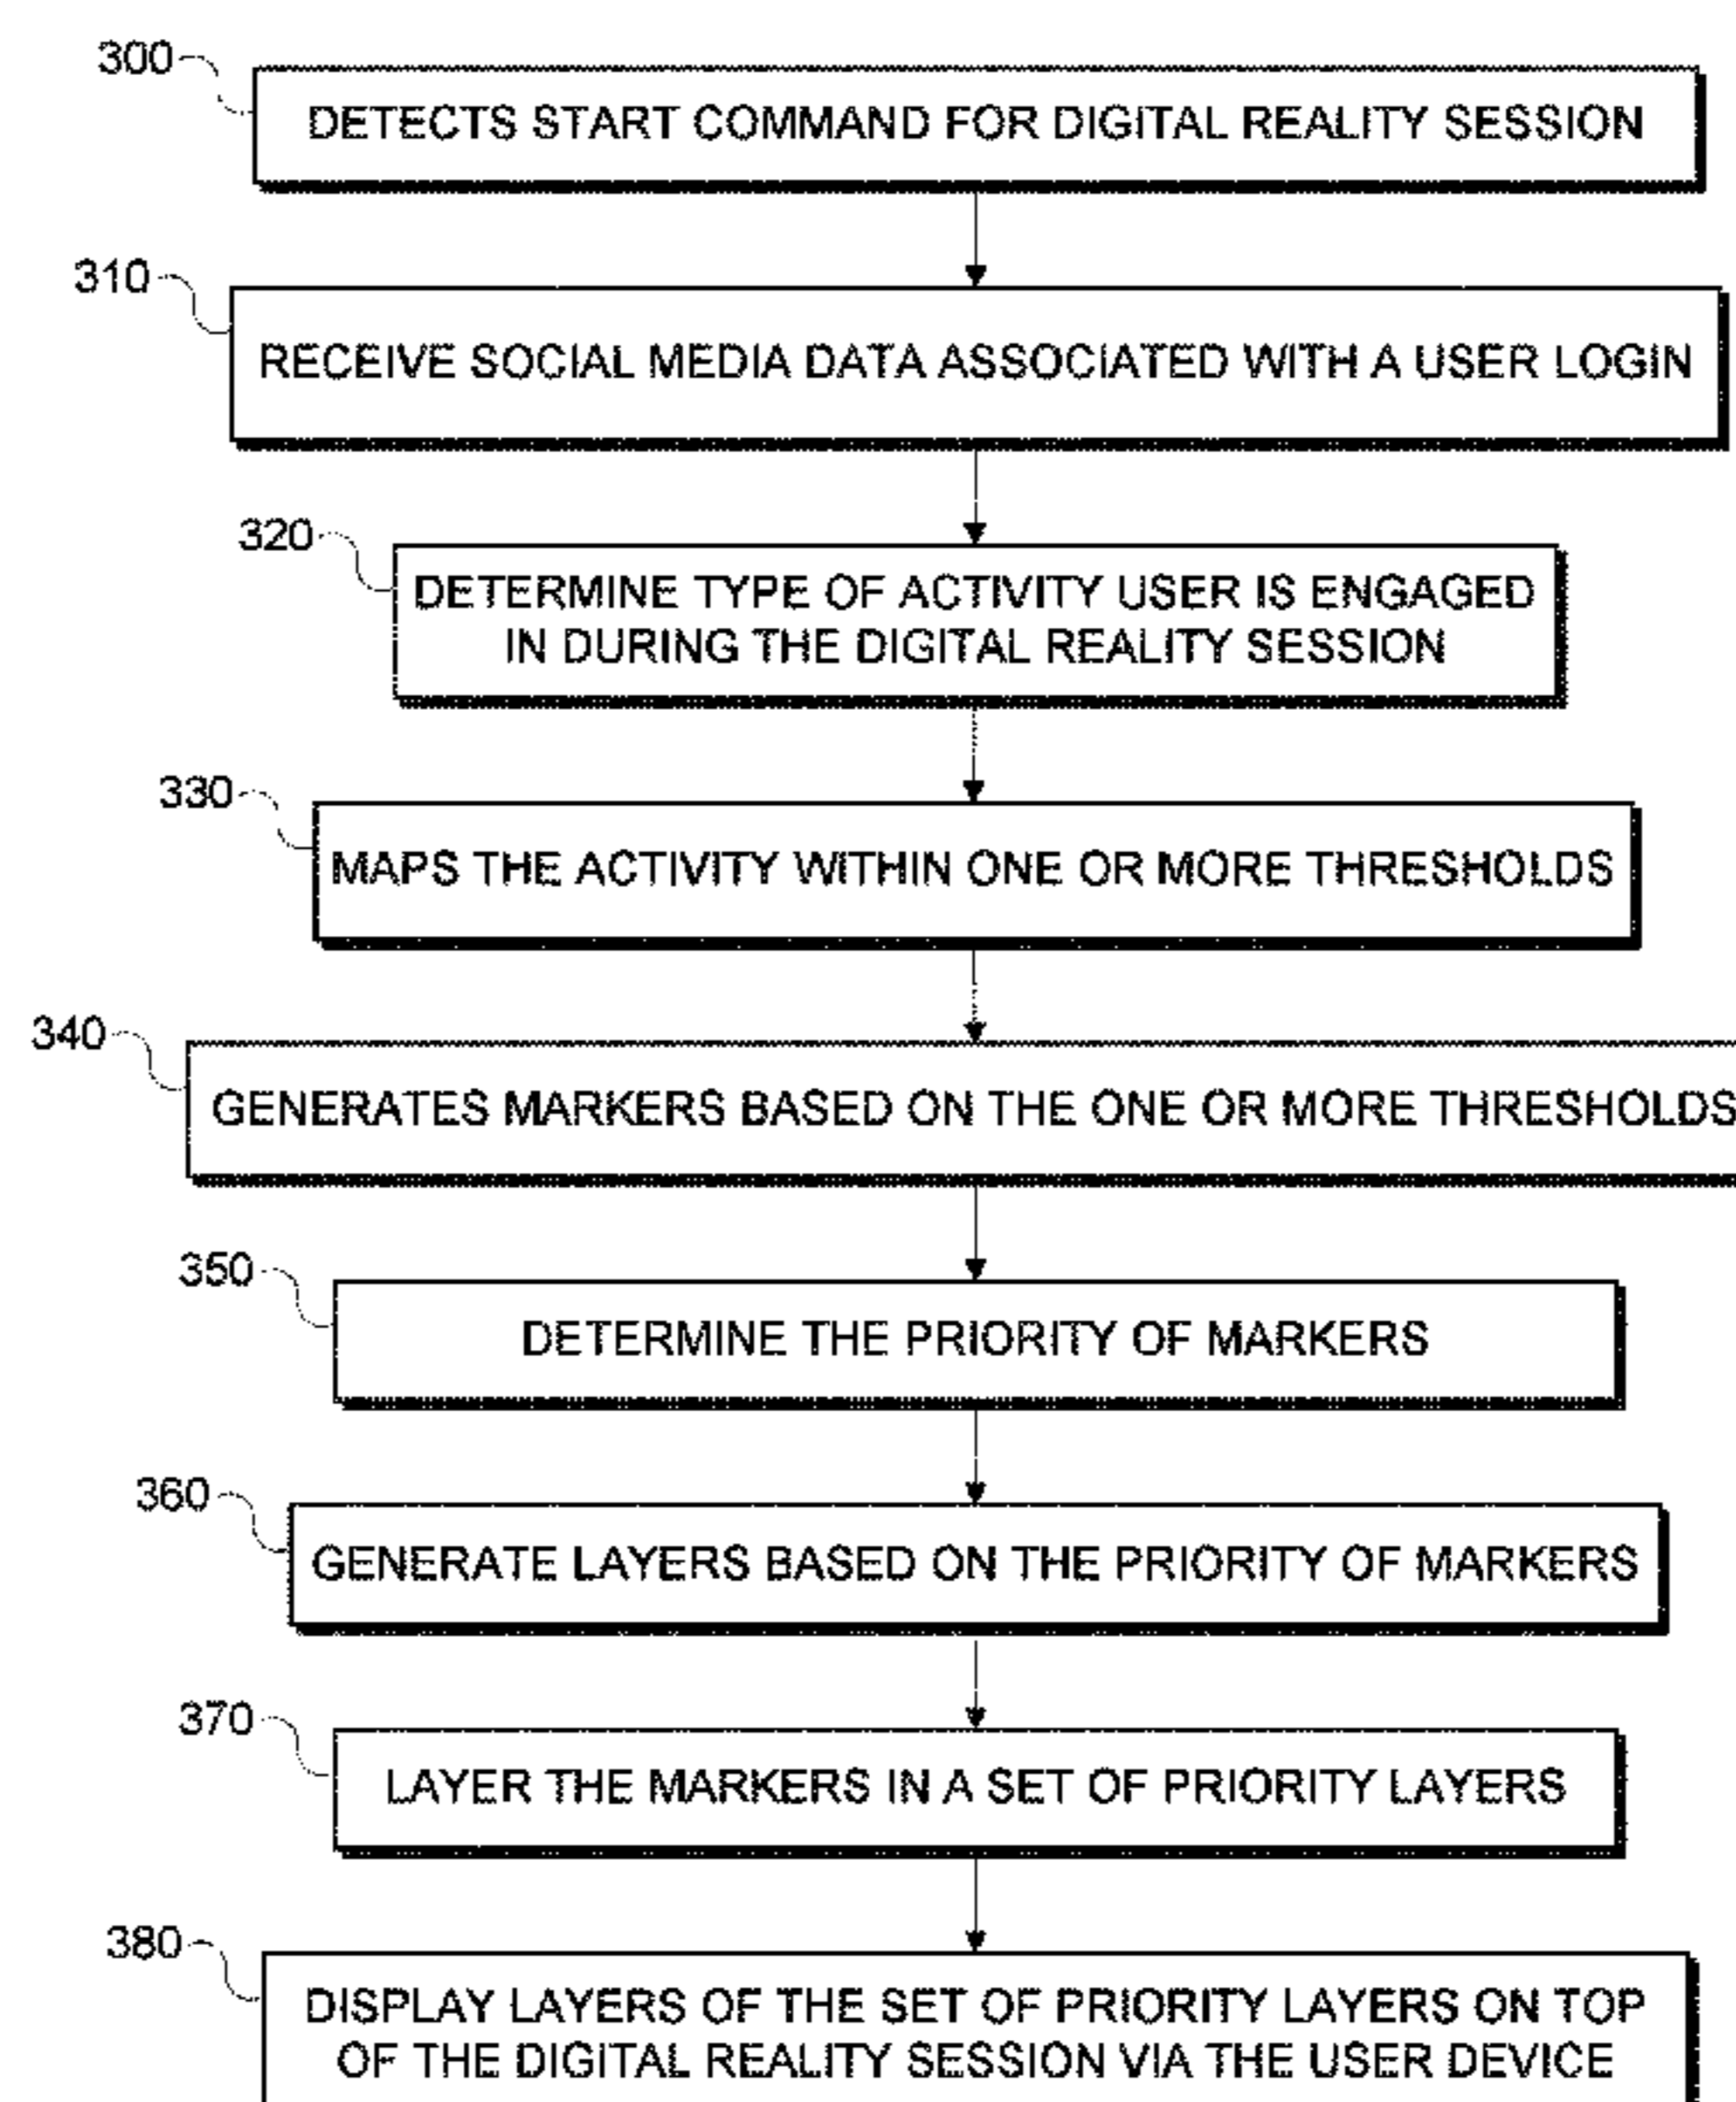 300
DETECTS START COMMAND FOR DIGITAL REALITY SESSION
310
RECEIVE SOCIAL MEDIA DATA ASSOCIATED WITH A USER LOGIN
320
DETERMINE TYPE OF ACTIVITY USER IS ENGAGED
IN DURING THE DIGITAL REALITY SESSION
330
MAPS THE ACTIVITY WITHIN ONE OR MORE THRESHOLDS
340
GENERATES MARKERS BASED ON THE ONE OR MORE THRESHOLDS
350
DETERMINE THE PRIORITY OF MARKERS
360
GENERATE LAYERS BASED ON THE PRIORITY OF MARKERS
370
LAYER THE MARKERS IN A SET OF PRIORITY LAYERS
380
DISPLAY LAYERS OF THE SET OF PRIORITY LAYERS ON TOP
OF THE DIGITAL REALITY SESSION VIA THE USER DEVICE